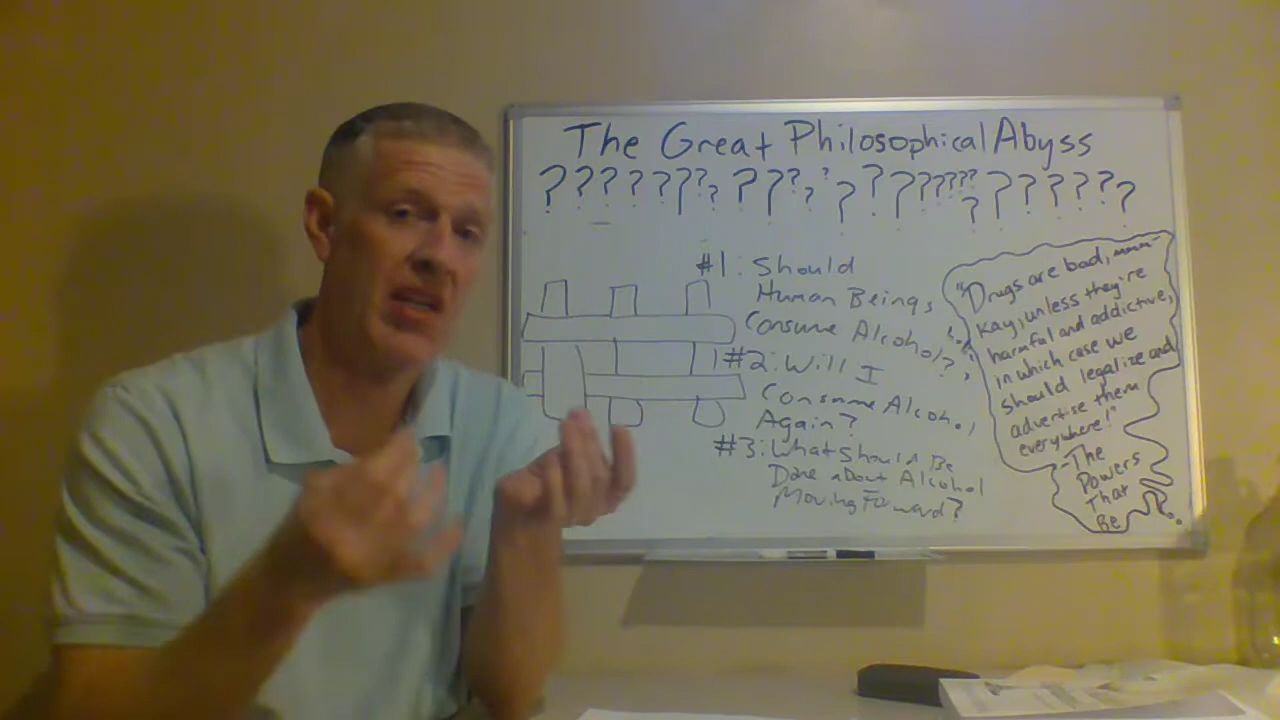 The Great Philosophical Abyss
? ? ? ? ? ? ? ? ? ? ? ? ? ? ? ? ? ? ? ? ? ? ? ? ? ? ? ?
#1: Should
Human Beings
Consume Alcohol?
#2: Will I
Consume Alcohol
Again?
#3: What Should Be
Done about Alcohol
Moving Forward?
"Drugs are bad, mmm-
kay, unless they're
harmful and addictive,
in which case we
should legalize and
advertise them
everywhere!"
-The
Powers
That
Be